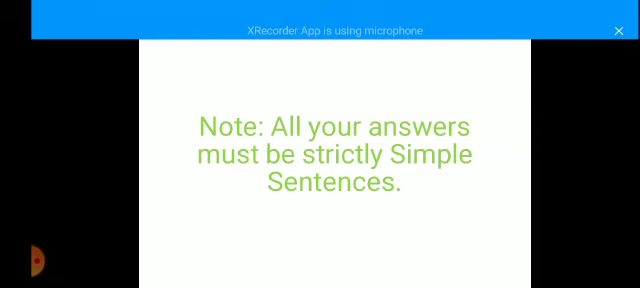 XRecorder App is using microphone
Note: All your answers
must be strictly Simple
Sentences.